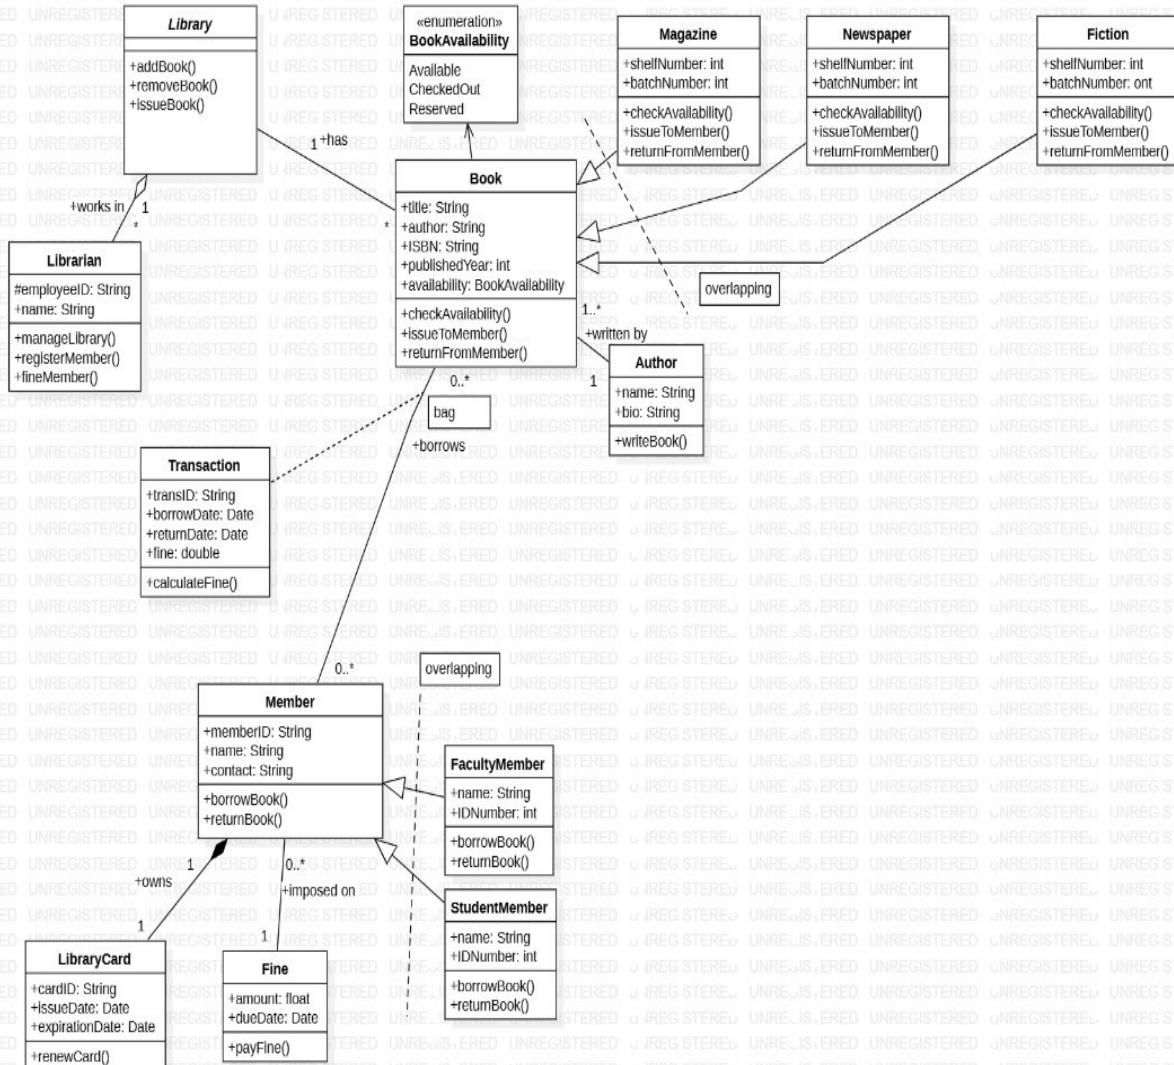 Library
+addBook()
+removeBook()
+issueBook()
«enumeration»
BookAvailability
Available
CheckedOut
Reserved
Magazine
+shelfNumber: int
+batchNumber: int
+checkAvailability()
+issueToMember()
+returnFromMember()
Newspaper
+shelfNumber: int
+batchNumber: int
+checkAvailability()
+issueToMember()
+returnFromMember()
Fiction
+shelfNumber: int
+batchNumber: ont
+checkAvailability()
+issueToMember()
+returnFromMember()
1
+has
*
+works in
1
*
Librarian
#employeeID: String
+name: String
+manageLibrary()
+registerMember()
+fineMember()
Book
+title: String
+author: String
+ISBN: String
+publishedYear: int
+availability: BookAvailability
+checkAvailability()
+issueToMember()
+returnFromMember()
overlapping
1..*
+written by
1
Author
+name: String
+bio: String
+writeBook()
0..*
bag
+borrows
Transaction
+transID: String
+borrowDate: Date
+returnDate: Date
+fine: double
+calculateFine()
0..*
overlapping
Member
+memberID: String
+name: String
+contact: String
+borrowBook()
+returnBook()
FacultyMember
+name: String
+IDNumber: int
+borrowBook()
+returnBook()
StudentMember
+name: String
+IDNumber: int
+borrowBook()
+returnBook()
1
+owns
1
0..*
+imposed on
1
LibraryCard
+cardID: String
+issueDate: Date
+expirationDate: Date
+renewCard()
Fine
+amount: float
+dueDate: Date
+payFine()
UNREGISTERED